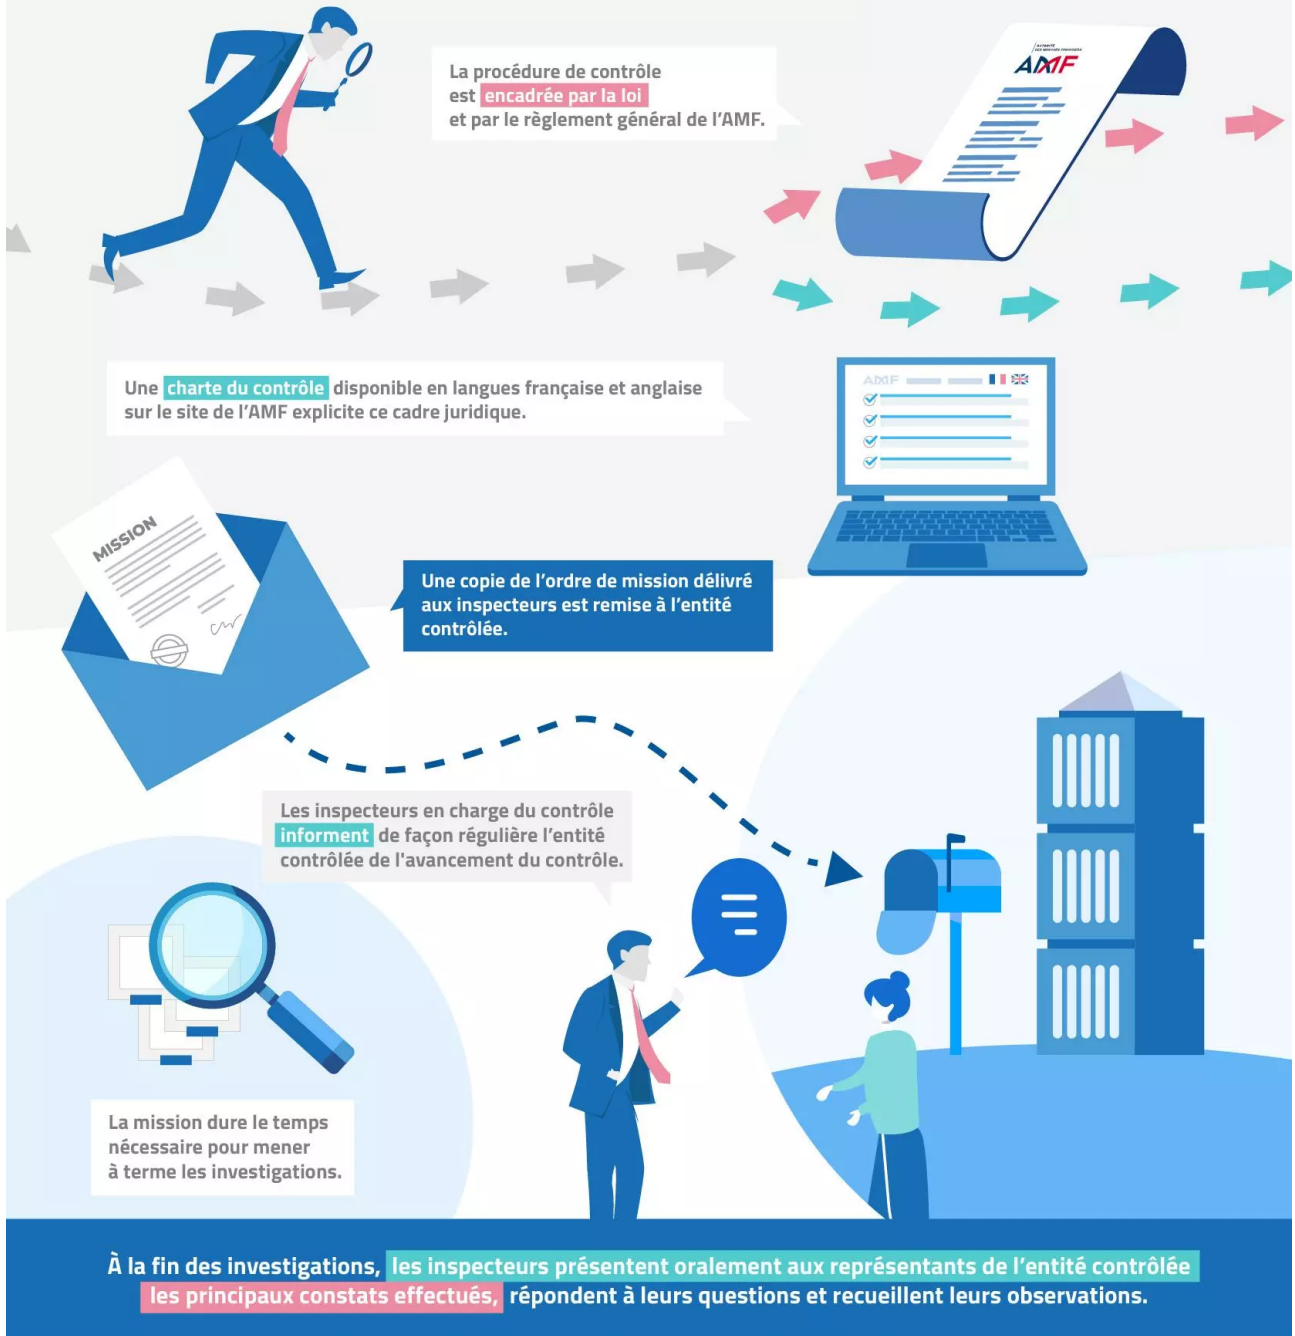 La procédure de contrôle
est encadrée par la loi
et par le règlement général de l'AMF.
AUTORITÉ
DES MARCHÉS FINANCIERS
AMF
Une charte du contrôle disponible en langues française et anglaise
sur le site de l'AMF explicite ce cadre juridique.
AMF
MISSION
Une copie de l'ordre de mission délivré
aux inspecteurs est remise à l'entité
contrôlée.
Les inspecteurs en charge du contrôle
informent de façon régulière l'entité
contrôlée de l'avancement du contrôle.
La mission dure le temps
nécessaire pour mener
à terme les investigations.
À la fin des investigations, les inspecteurs présentent oralement aux représentants de l'entité contrôlée
les principaux constats effectués, répondent à leurs questions et recueillent leurs observations.